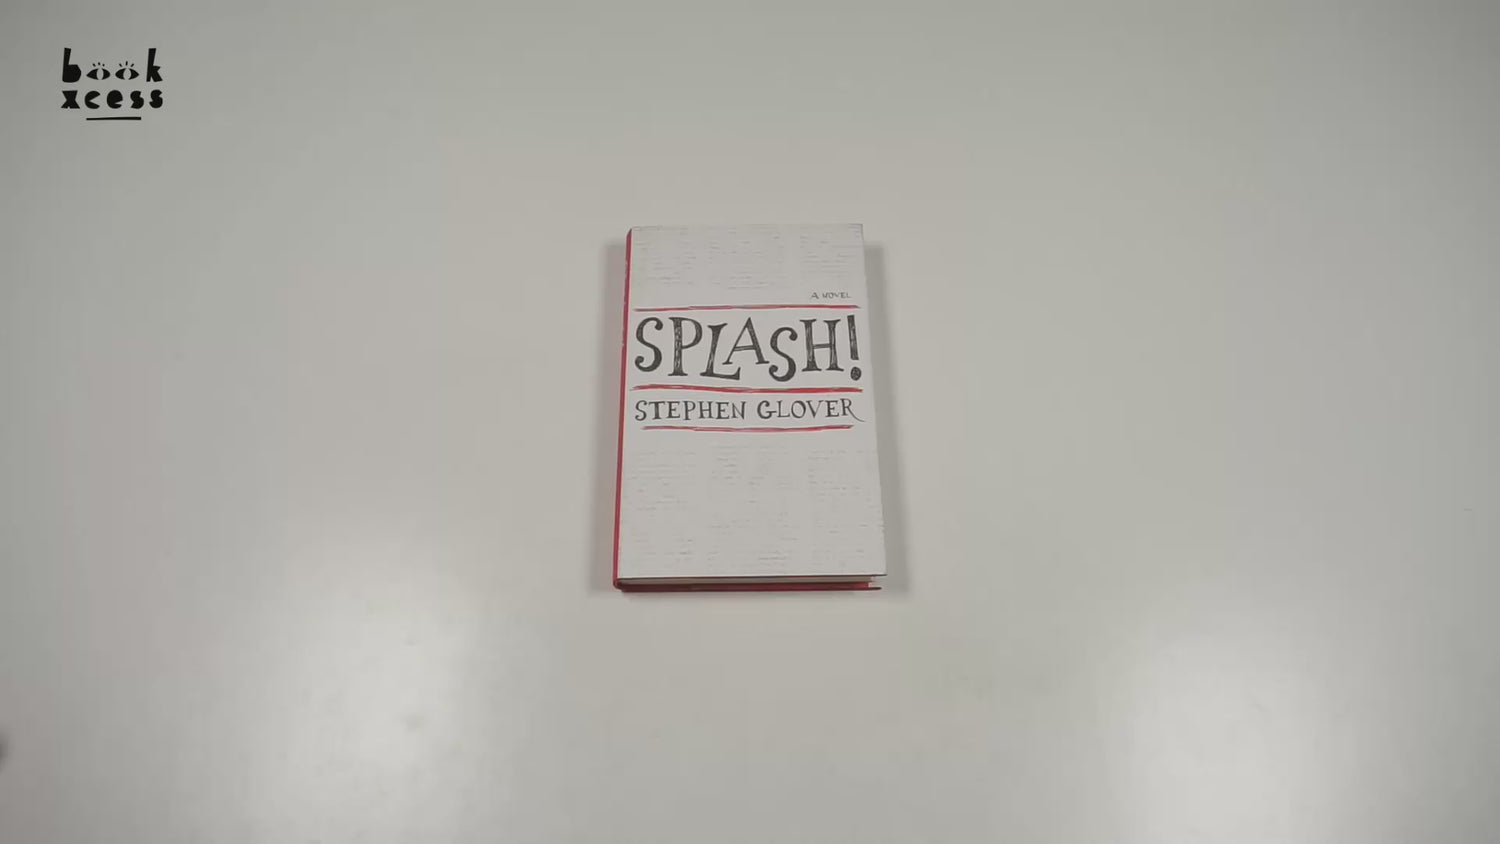 book
xcess
A NOVEL
SPLASH!
STEPHEN GLOVER